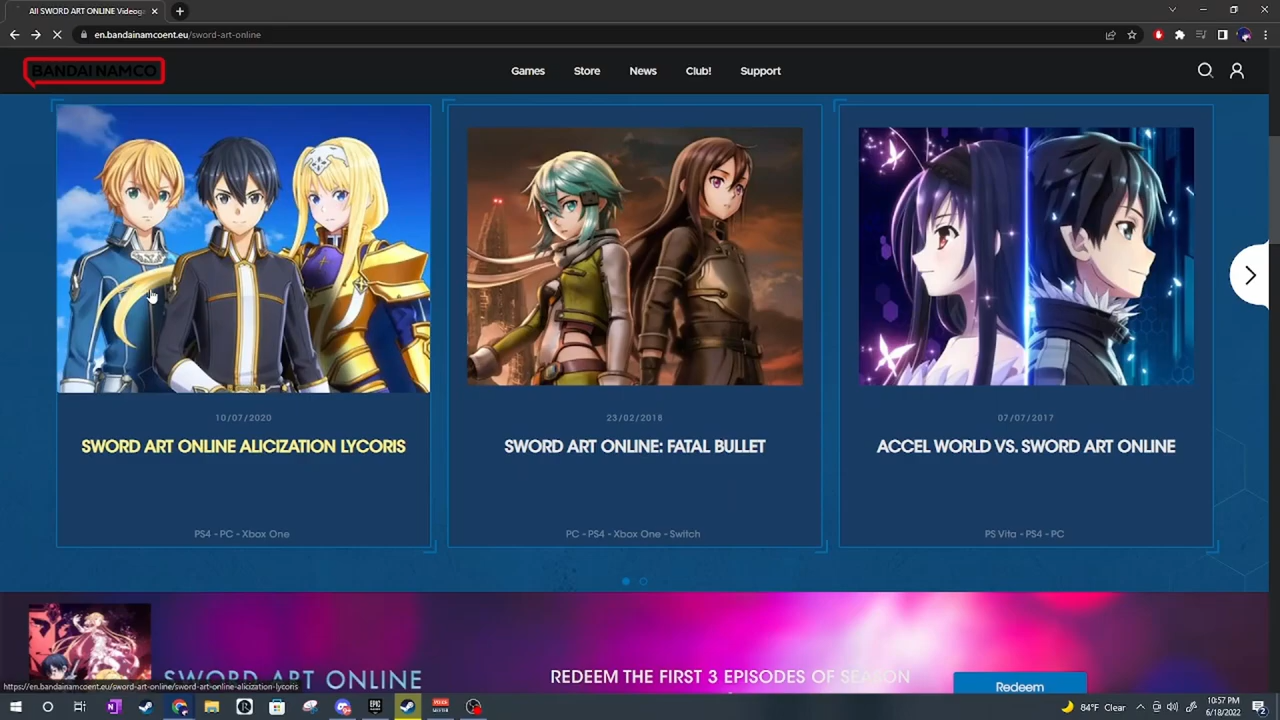 All SWORD ART ONLINE Videoga
en.bandainamcoent.eu/sword-art-online
BANDAI NAMCO
Games
Store
News
Club!
Support
10/07/2020
SWORD ART ONLINE ALICIZATION LYCORIS
PS4 - PC - Xbox One
23/02/2018
SWORD ART ONLINE: FATAL BULLET
PC - PS4 - Xbox One - Switch
07/07/2017
ACCEL WORLD VS. SWORD ART ONLINE
PS Vita - PS4 - PC
SWORD ART ONLINE
REDEEM THE FIRST 3 EPISODES OF SEASON
Redeem
https://en.bandainamcoent.eu/sword-art-online/sword-art-online-alicization-lycoris
84°F Clear
10:57 PM
6/18/2022